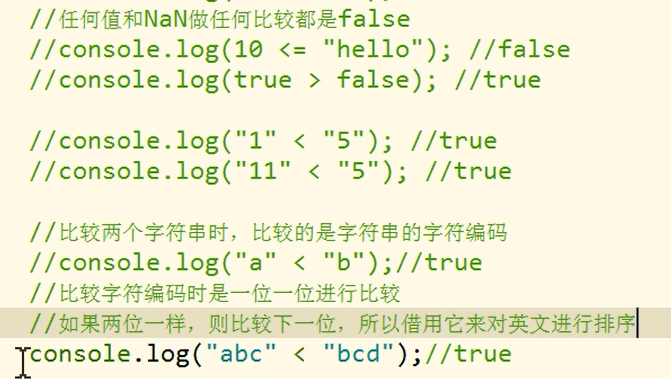 //任何值和NaN做任何比较都是false
//console.log(10 <= "hello"); //false
//console.log(true > false); //true
//console.log("1" < "5"); //true
//console.log("11" < "5"); //true
//比较两个字符串时，比较的是字符串的字符编码
//console.log("a" < "b");//true
//比较字符编码时是一位一位进行比较
//如果两位一样，则比较下一位，所以借用它来对英文进行排序
console.log("abc" < "bcd");//true